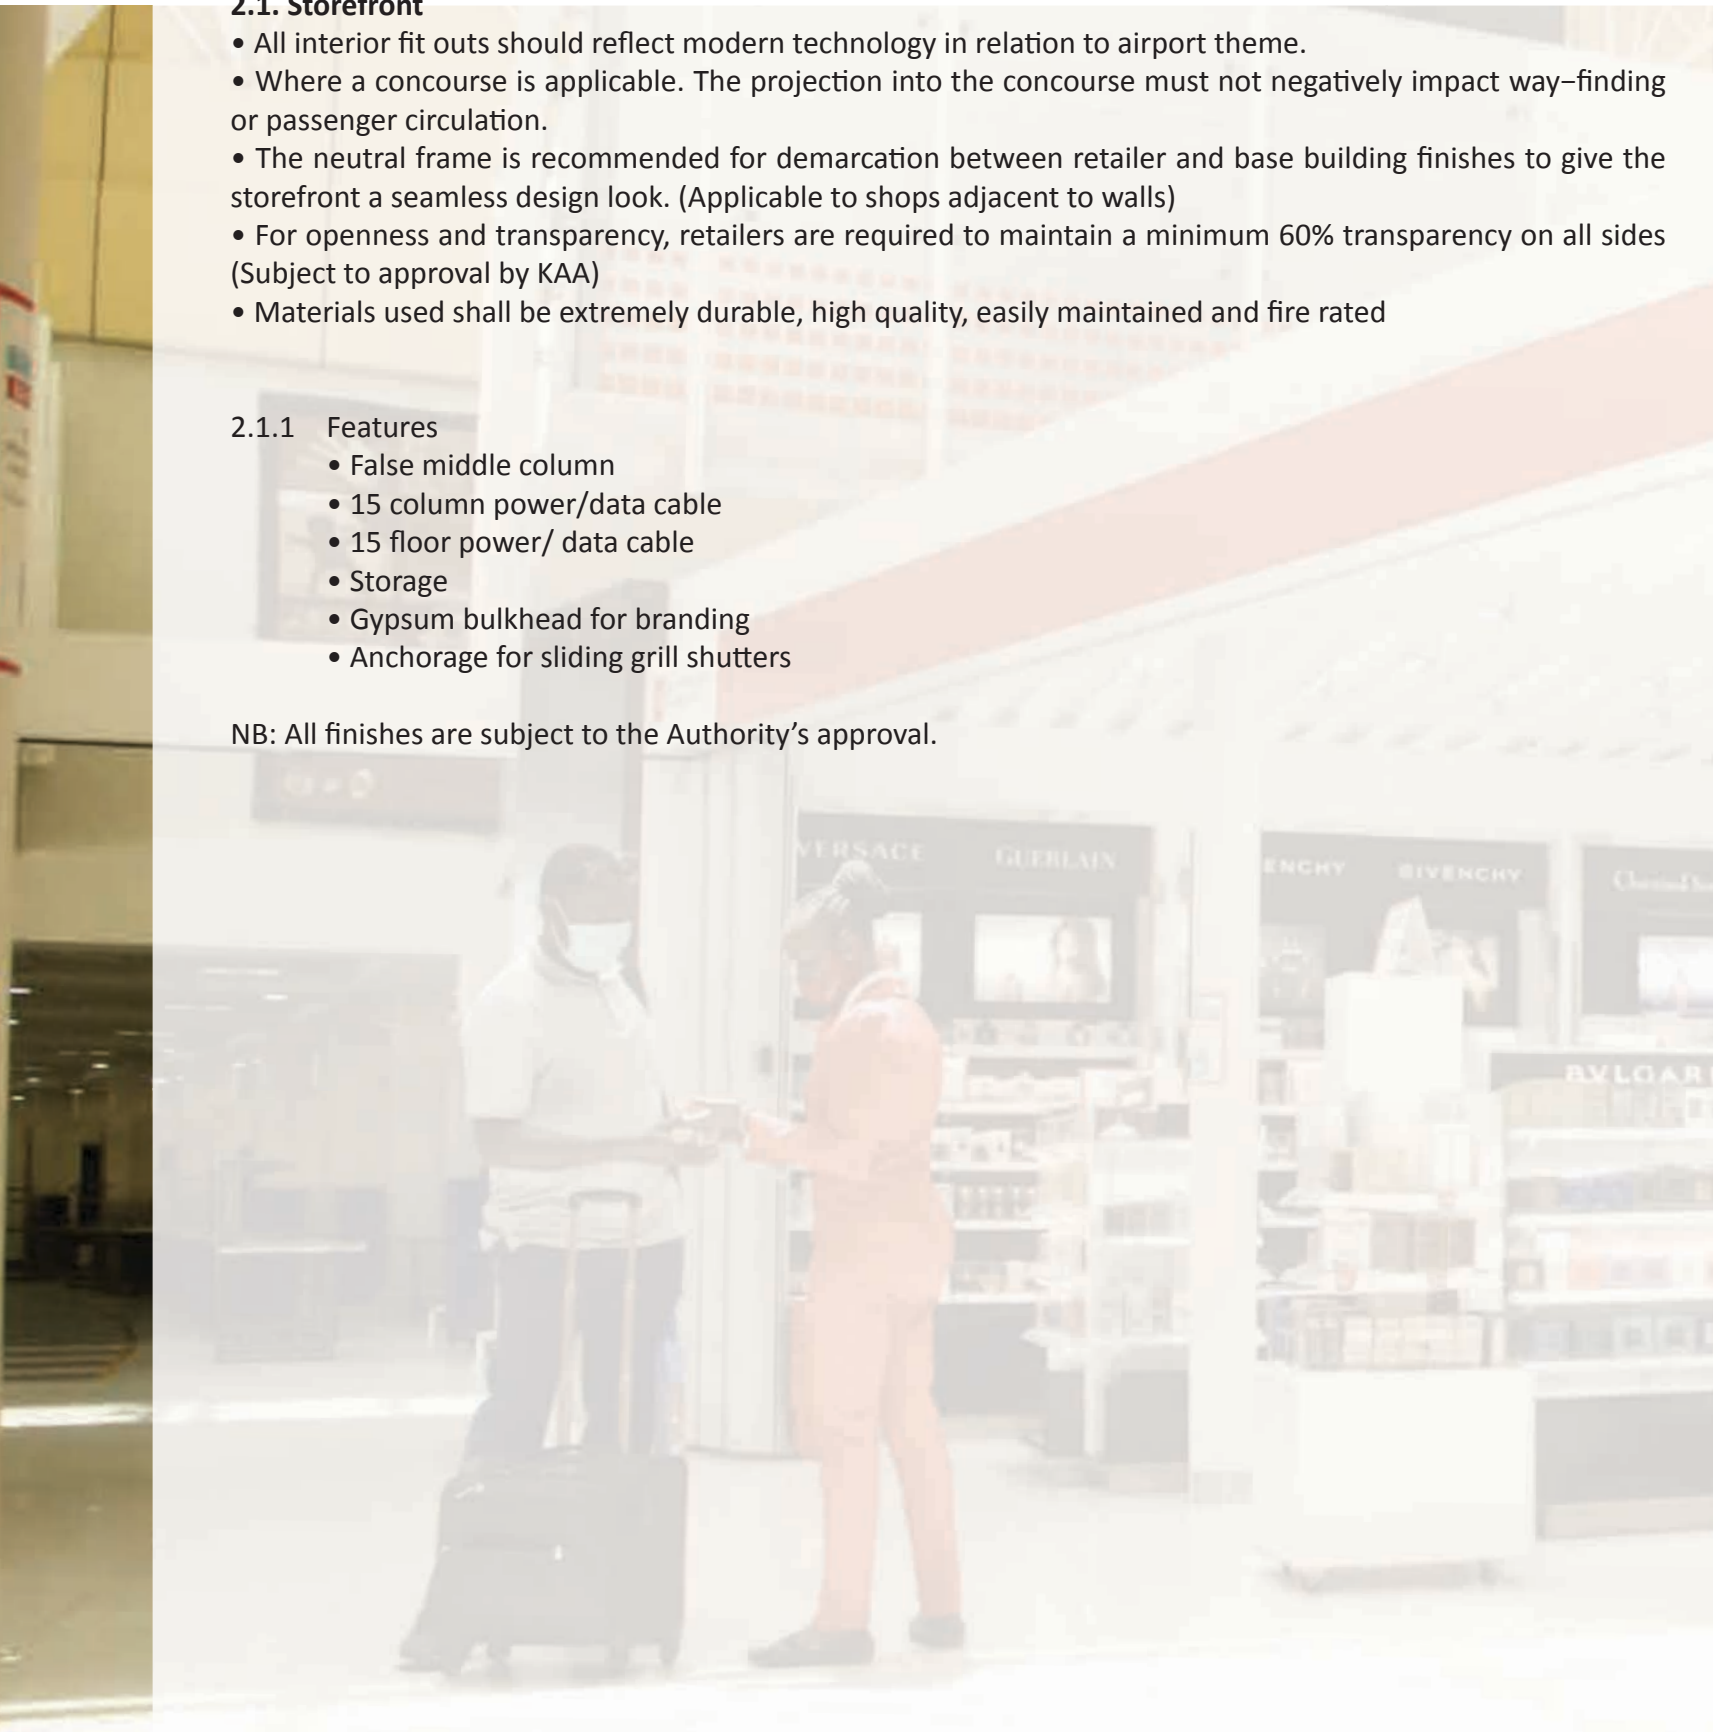 2.1. Storefront
• All interior fit outs should reflect modern technology in relation to airport theme.
• Where a concourse is applicable. The projection into the concourse must not negatively impact way–finding
or passenger circulation.
• The neutral frame is recommended for demarcation between retailer and base building finishes to give the
storefront a seamless design look. (Applicable to shops adjacent to walls)
• For openness and transparency, retailers are required to maintain a minimum 60% transparency on all sides
(Subject to approval by KAA)
• Materials used shall be extremely durable, high quality, easily maintained and fire rated
2.1.1 Features
• False middle column
• 15 column power/data cable
• 15 floor power/ data cable
• Storage
• Gypsum bulkhead for branding
• Anchorage for sliding grill shutters
NB: All finishes are subject to the Authority’s approval.
VERSACE GUERLAIN
ENCHY GIVENCHY
BVLGARI